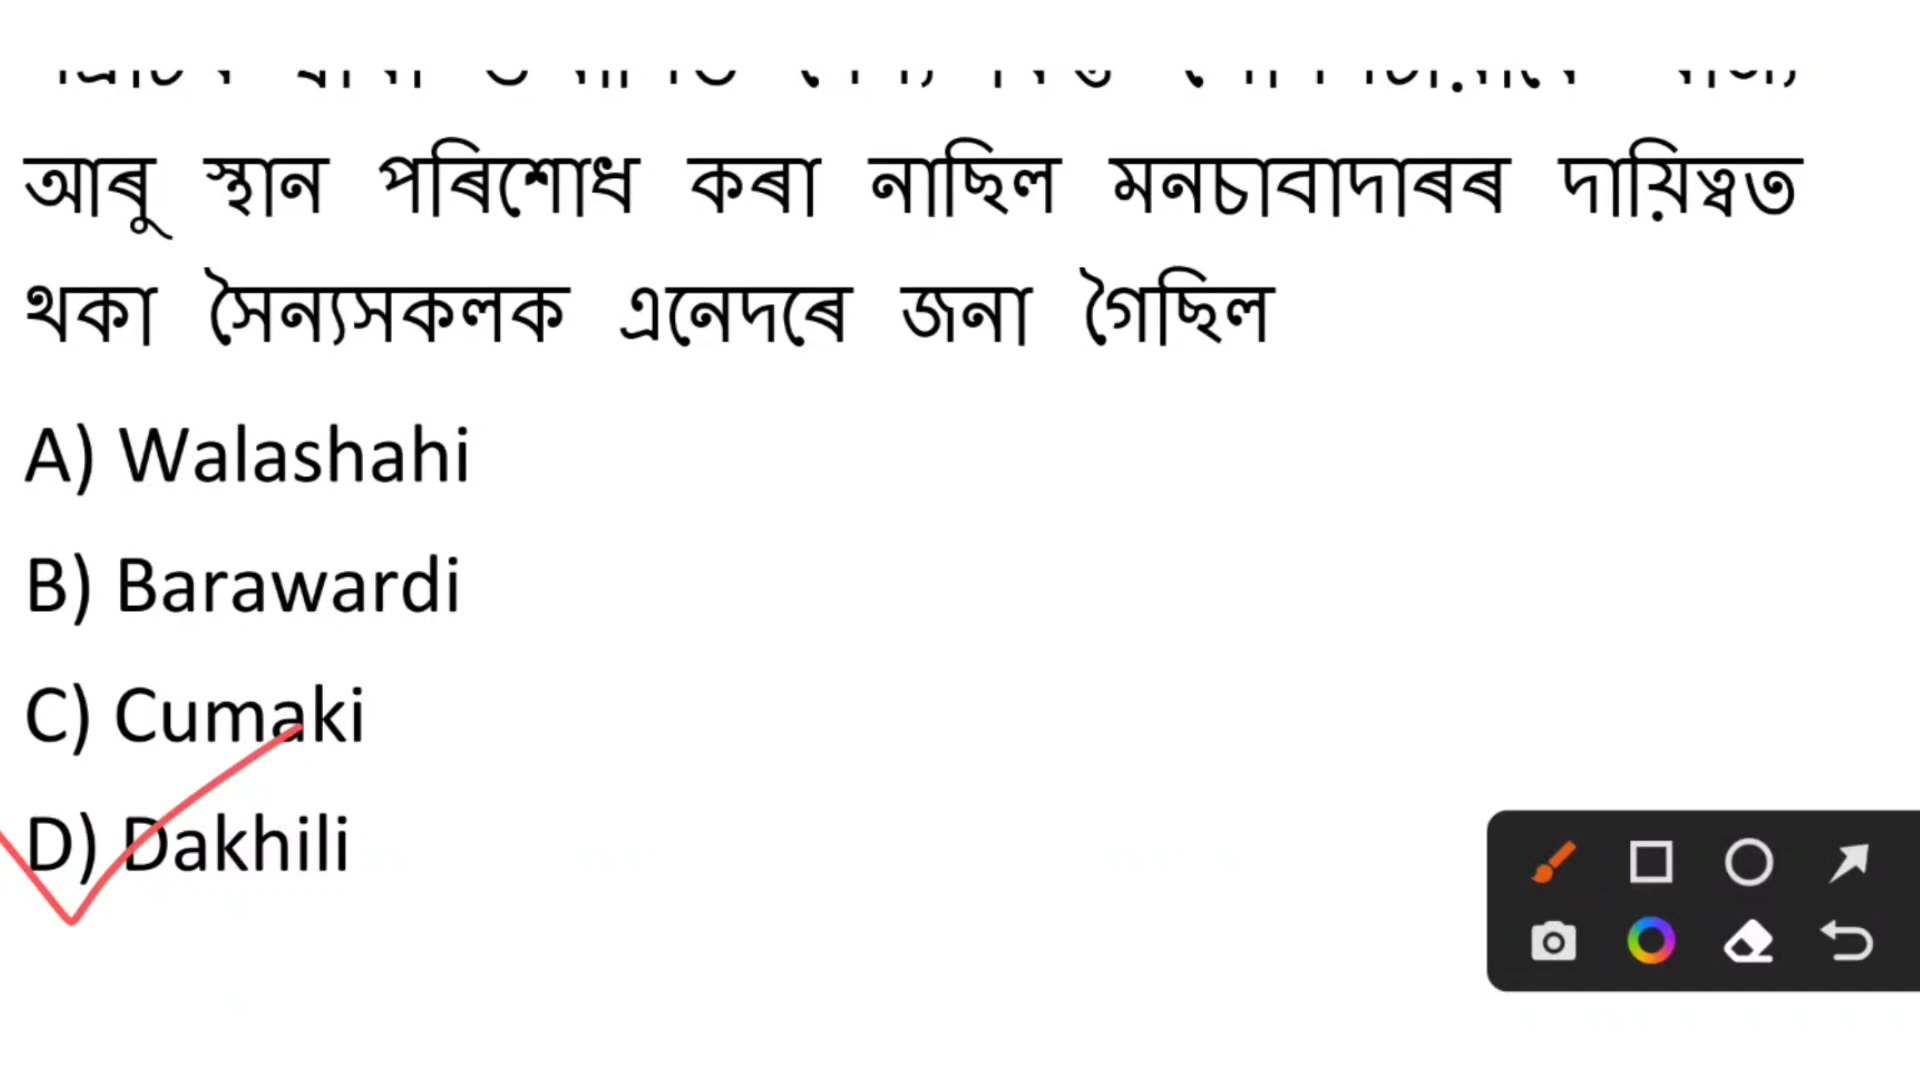 আৰু স্থান পৰিশোধ কৰা নাছিল মনচাবাদাৰৰ দায়িত্বত
থকা সৈন্যসকলক এনেদৰে জনা গৈছিল
A) Walashahi
B) Barawardi
C) Cumaki
D) Dakhili